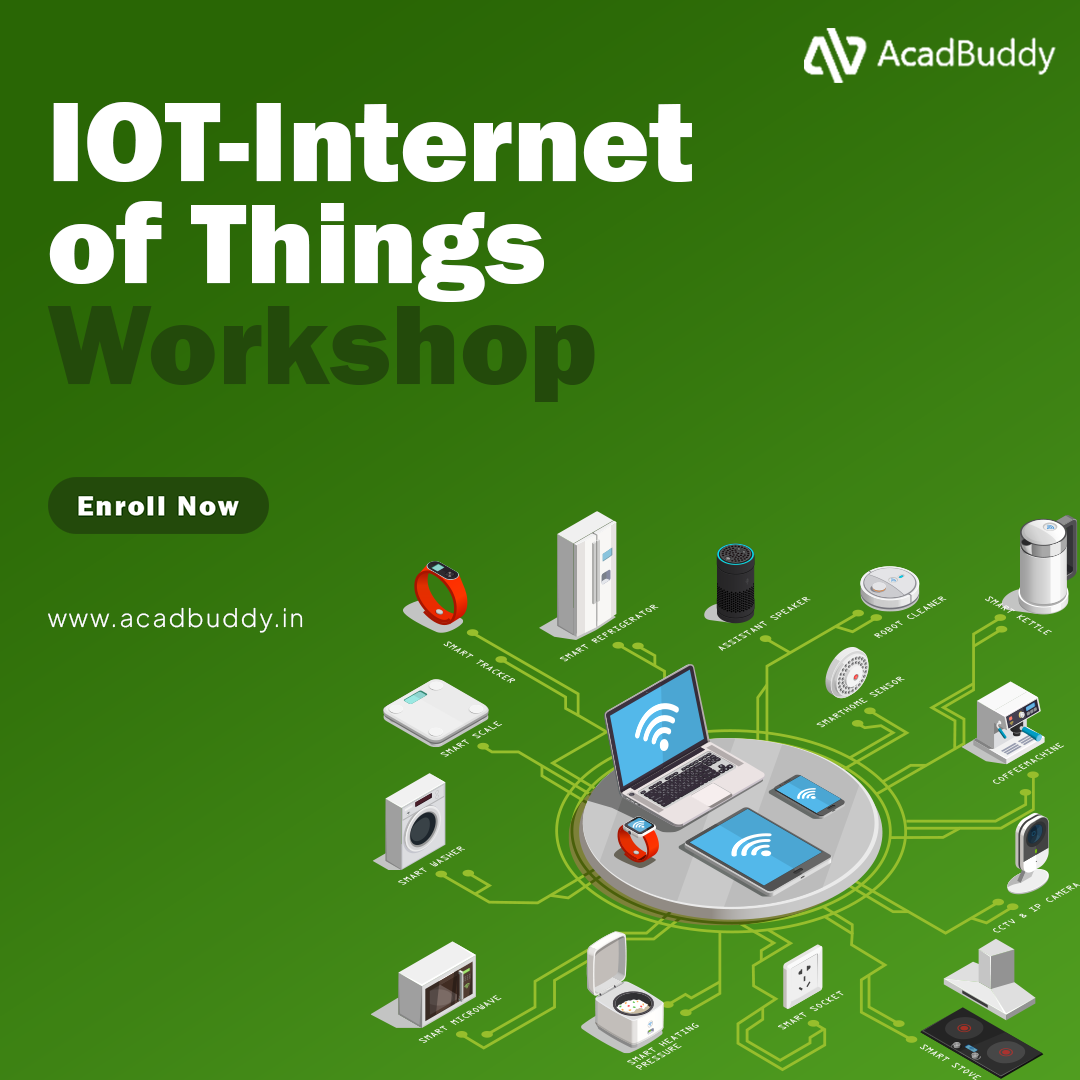 AcadBuddy
IOT-Internet
of Things
Workshop
Enroll Now
www.acadbuddy.in
SMART TRACKER
SMART REFRIGERATOR
ASSISTANT SPEAKER
ROBOT CLEANER
SMART KETTLE
SMART SCALE
SMARTHOME SENSOR
COFFEEMACHINE
SMART WASHER
CCTV & IP CAMERA
SMART MICROWAVE
SMART HEATING
PRESSURE
SMART SOCKET
SMART STOVE